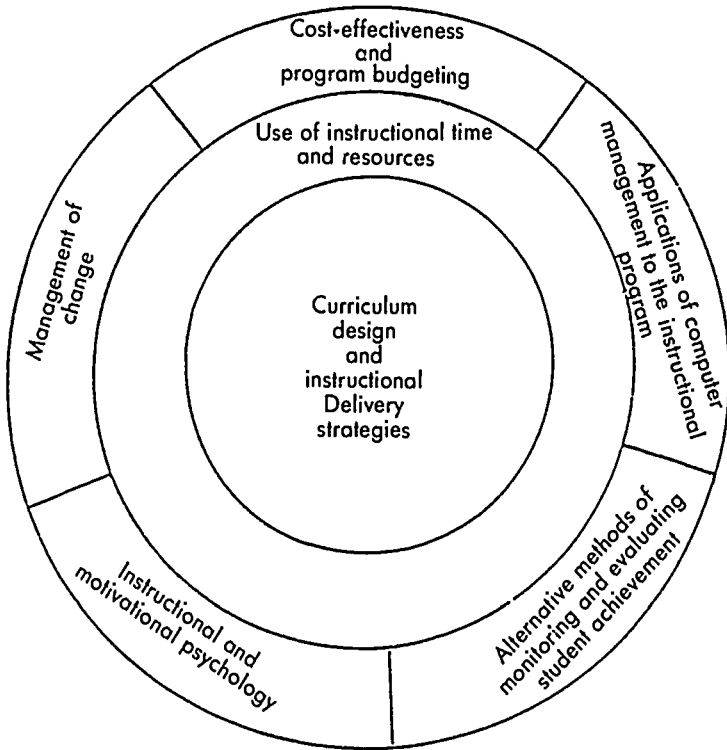 Cost-effectiveness
and
program budgeting
Use of instructional time
and resources
Applications of computer
management to the instructional
program
Management of
change
Curriculum
design
and
instructional
Delivery
strategies
Instructional and
motivational psychology
Alternative methods of
monitoring and evaluating
student achievement